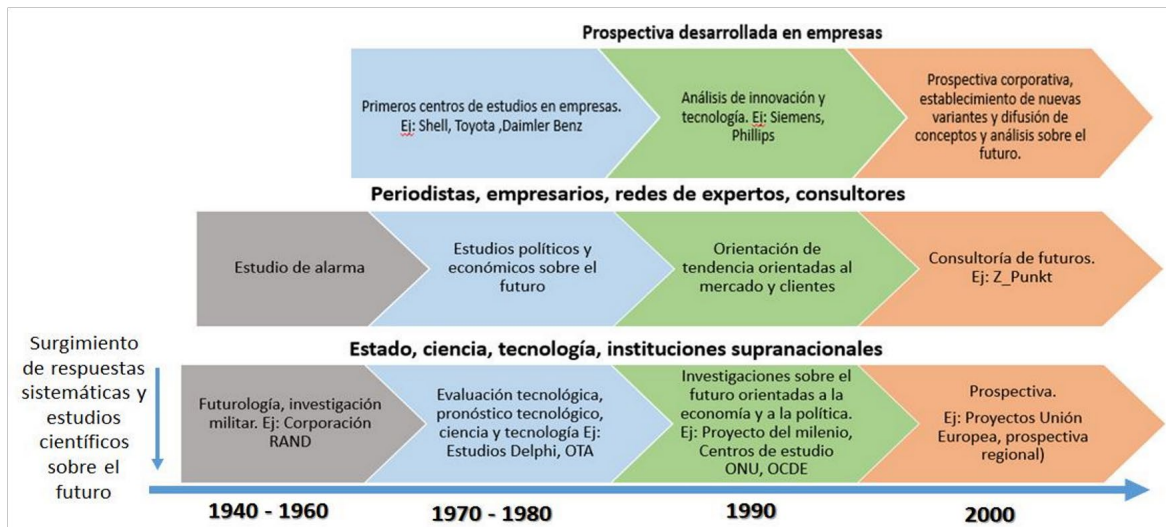 Prospectiva desarrollada en empresas
Primeros centros de estudios en empresas.
Ej: Shell, Toyota ,Daimler Benz
Análisis de innovación y
tecnología. Ej: Siemens,
Phillips
Prospectiva corporativa,
establecimiento de nuevas
variantes y difusión de
conceptos y análisis sobre el
futuro.
Periodistas, empresarios, redes de expertos, consultores
Estudio de alarma
Estudios políticos y
económicos sobre el
futuro
Orientación de
tendencia orientadas al
mercado y clientes
Consultoría de futuros.
Ej: Z_Punkt
Surgimiento
de respuestas
sistemáticas y
estudios
científicos
sobre el
futuro
Estado, ciencia, tecnología, instituciones supranacionales
Futurología, investigación
militar. Ej: Corporación
RAND
Evaluación tecnológica,
pronóstico tecnológico,
ciencia y tecnología Ej:
Estudios Delphi, OTA
Investigaciones sobre el
futuro orientadas a la
economía y a la política.
Ej: Proyecto del milenio,
Centros de estudio
ONU, OCDE
Prospectiva.
Ej: Proyectos Unión
Europea, prospectiva
regional)
1940 - 1960
1970 - 1980
1990
2000